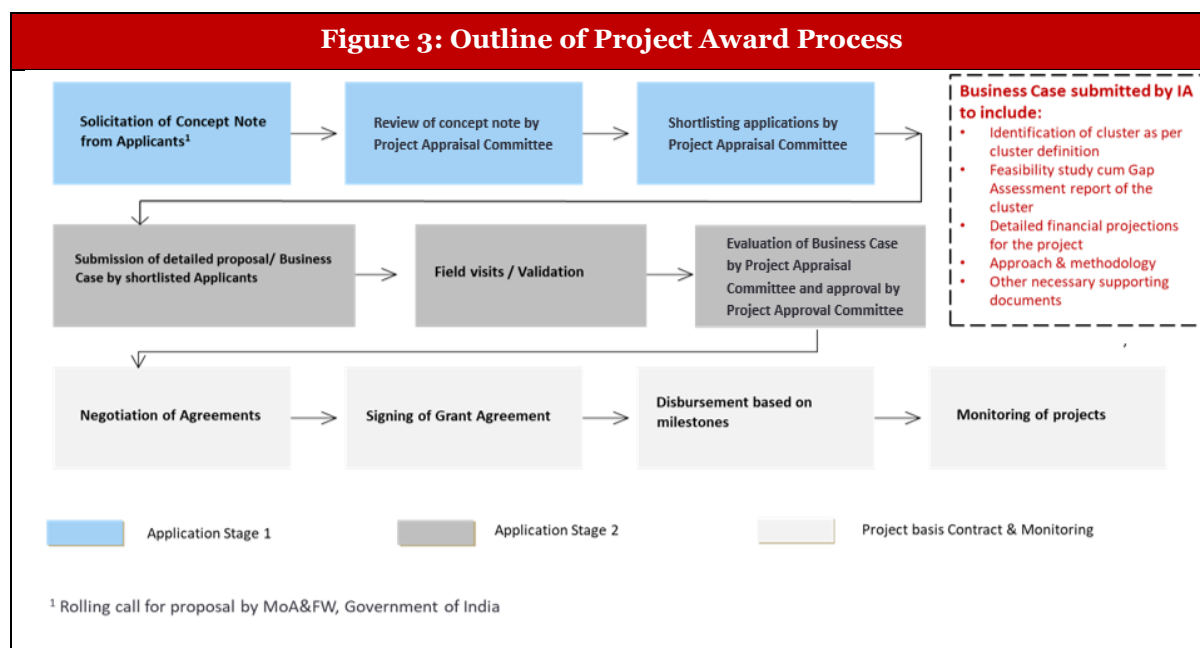 Figure 3: Outline of Project Award Process
Solicitation of Concept Note
from Applicants¹
Review of concept note by
Project Appraisal Committee
Shortlisting applications by
Project Appraisal Committee
Business Case submitted by IA
to include:
• Identification of cluster as per
cluster definition
• Feasibility study cum Gap
Assessment report of the
cluster
• Detailed financial projections
for the project
• Approach & methodology
• Other necessary supporting
documents
Submission of detailed proposal/ Business
Case by shortlisted Applicants
Field visits / Validation
Evaluation of Business Case
by Project Appraisal
Committee and approval by
Project Approval Committee
,
Negotiation of Agreements
Signing of Grant Agreement
Disbursement based on
milestones
Monitoring of projects
Application Stage 1
Application Stage 2
Project basis Contract & Monitoring
¹ Rolling call for proposal by MoA&FW, Government of India